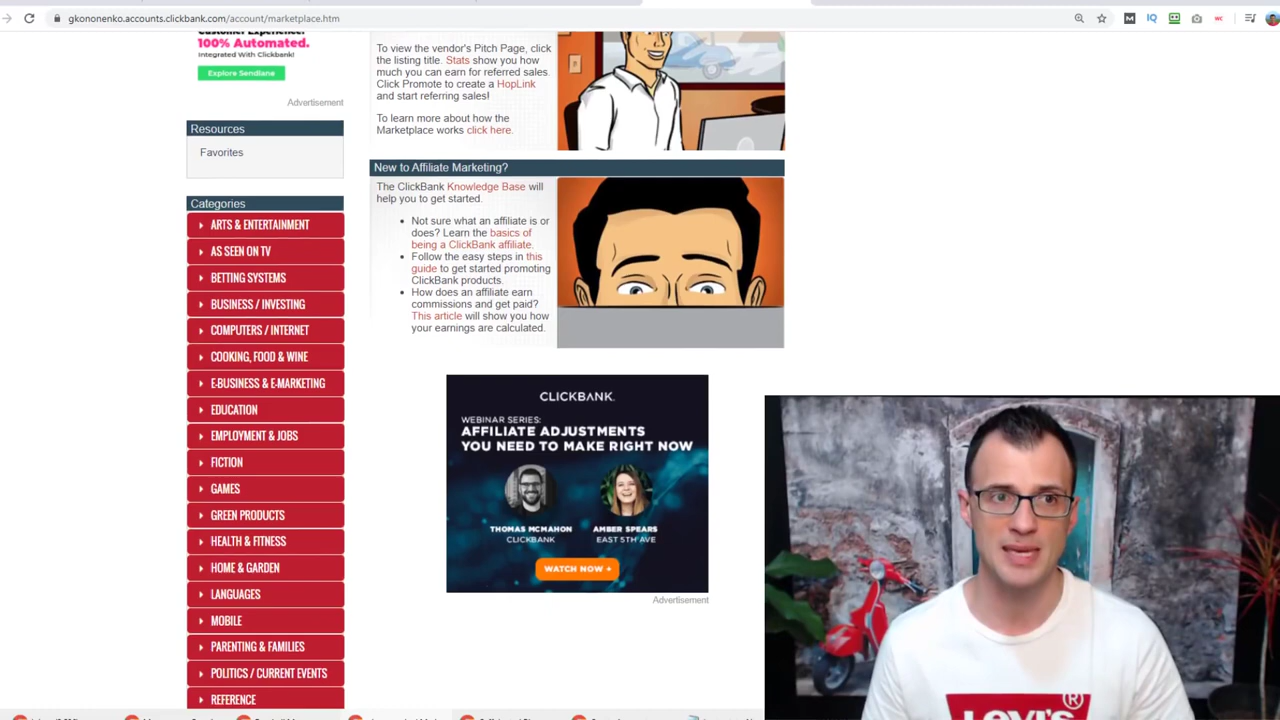 gkononenko.accounts.clickbank.com/account/marketplace.htm
IQ
WC
Customer Experience.
100% Automated.
Integrated With Clickbank!
Explore Sendlane
Advertisement
Resources
Favorites
Categories
ARTS & ENTERTAINMENT
AS SEEN ON TV
BETTING SYSTEMS
BUSINESS / INVESTING
COMPUTERS / INTERNET
COOKING, FOOD & WINE
E-BUSINESS & E-MARKETING
EDUCATION
EMPLOYMENT & JOBS
FICTION
GAMES
GREEN PRODUCTS
HEALTH & FITNESS
HOME & GARDEN
LANGUAGES
MOBILE
PARENTING & FAMILIES
POLITICS / CURRENT EVENTS
REFERENCE
To view the vendor's Pitch Page, click
the listing title. Stats show you how
much you can earn for referred sales.
Click Promote to create a HopLink
and start referring sales!
To learn more about how the
Marketplace works click here.
New to Affiliate Marketing?
The ClickBank Knowledge Base will
help you to get started.
Not sure what an affiliate is or
does? Learn the basics of
being a ClickBank affiliate.
Follow the easy steps in this
guide to get started promoting
ClickBank products.
How does an affiliate earn
commissions and get paid?
This article will show you how
your earnings are calculated.
CLICKBANK.
WEBINAR SERIES:
AFFILIATE ADJUSTMENTS
YOU NEED TO MAKE RIGHT NOW
THOMAS MCMAHON
CLICKBANK
AMBER SPEARS
EAST 5TH AVE
WATCH NOW +
Advertisement
Levi's